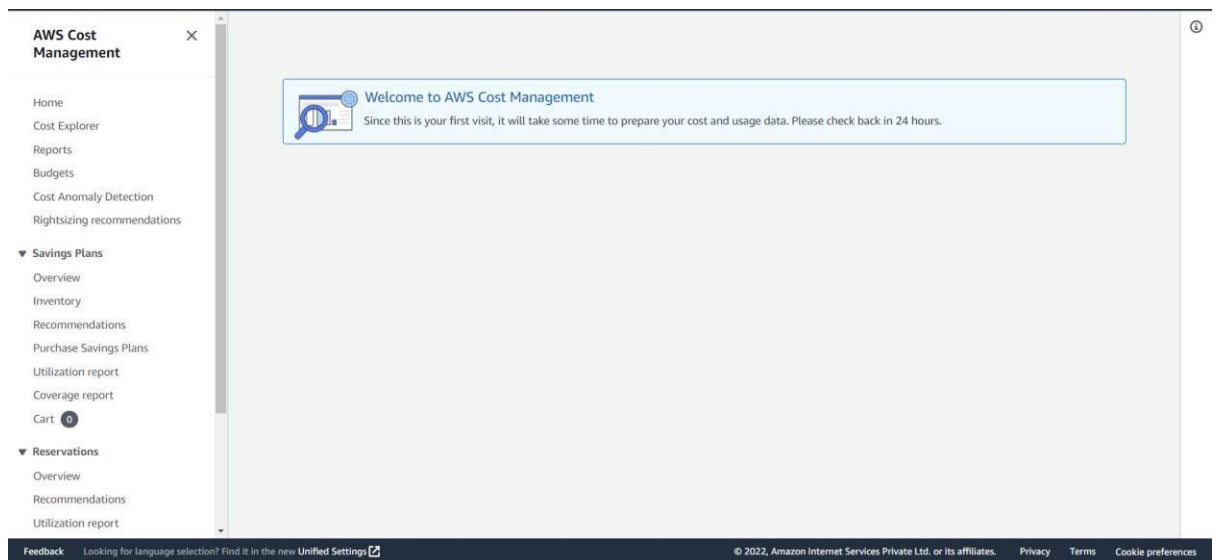 AWS Cost
Management
Home
Cost Explorer
Reports
Budgets
Cost Anomaly Detection
Rightsizing recommendations
Savings Plans
Overview
Inventory
Recommendations
Purchase Savings Plans
Utilization report
Coverage report
Cart 0
Reservations
Overview
Recommendations
Utilization report
Welcome to AWS Cost Management
Since this is your first visit, it will take some time to prepare your cost and usage data. Please check back in 24 hours.
Feedback Looking for language selection? Find it in the new Unified Settings © 2022, Amazon Internet Services Private Ltd. or its affiliates. Privacy Terms Cookie preferences